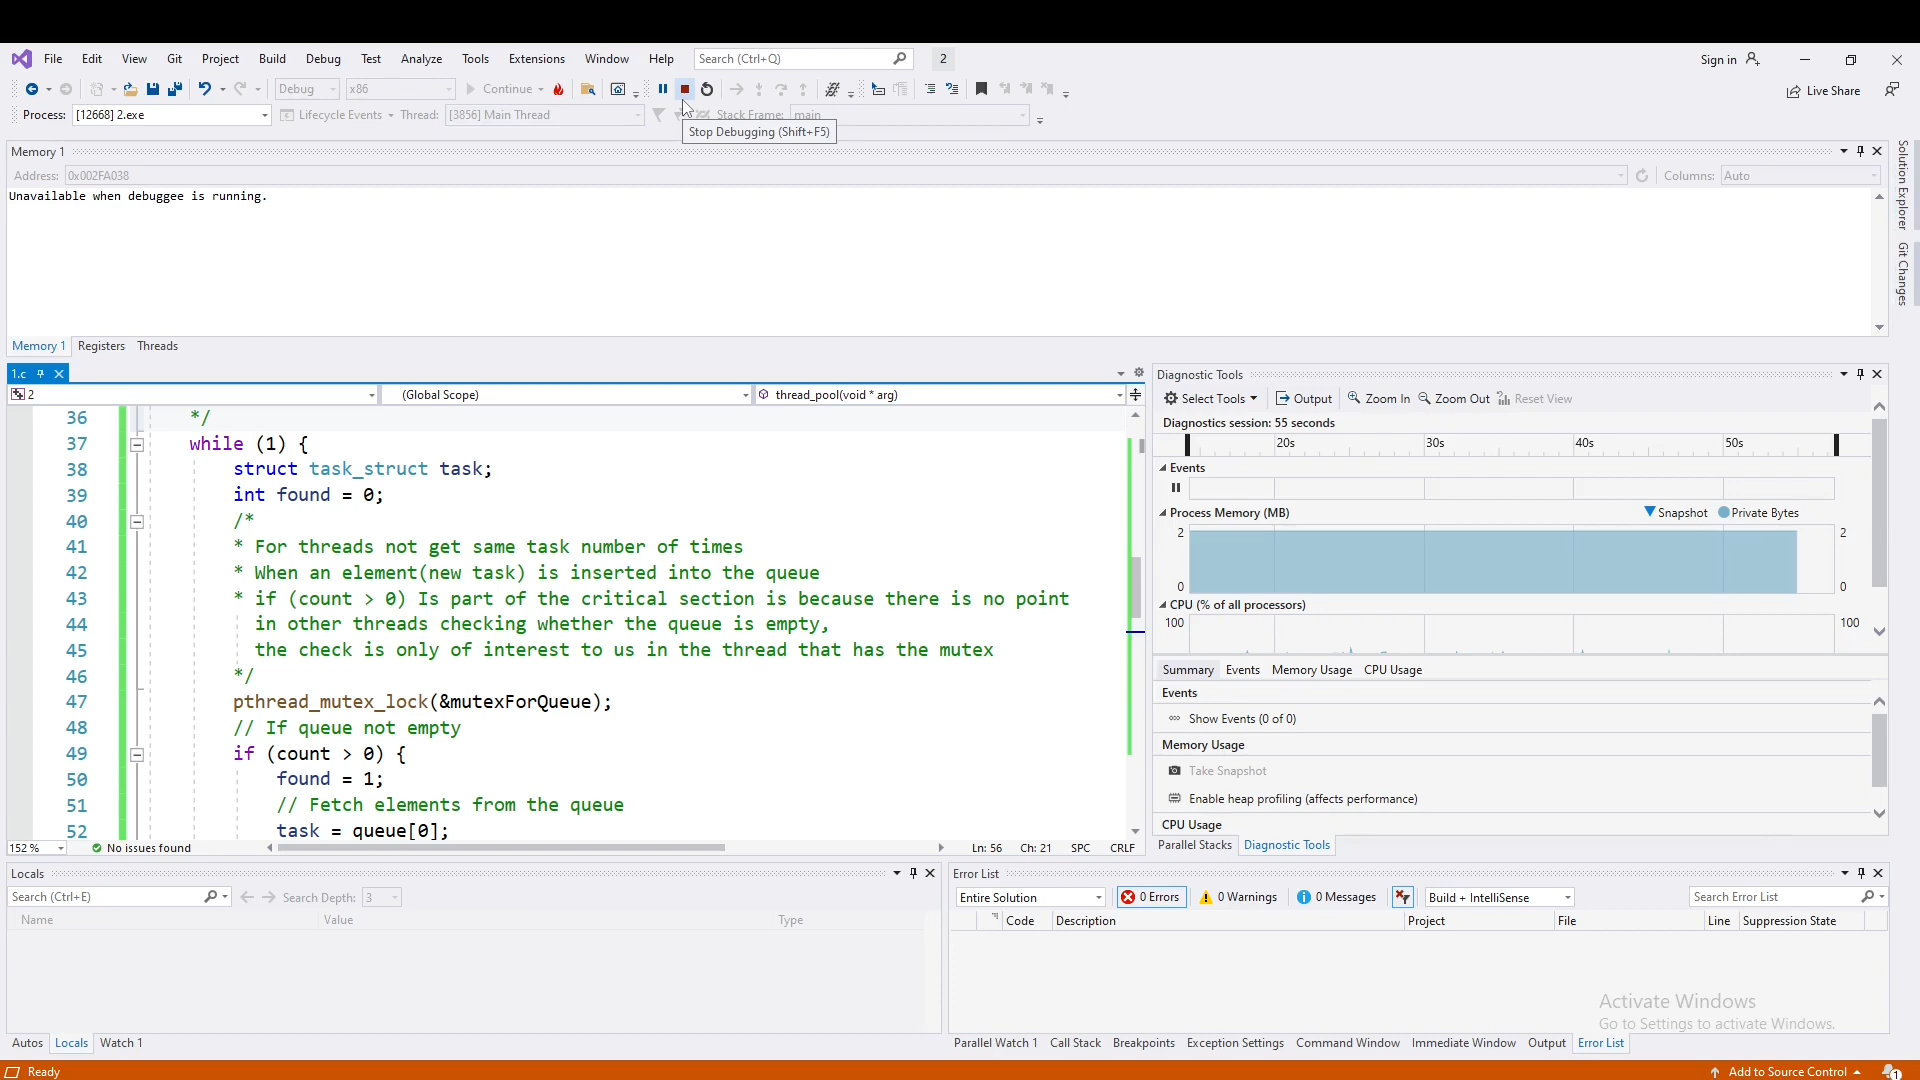 File Edit View Git Project Build Debug Test Analyze Tools Extensions Window Help Search (Ctrl+Q) 2 Sign in
Debug x86 Continue Live Share
Process: [12668] 2.exe Lifecycle Events Thread: [3856] Main Thread Stack Frame: main
Stop Debugging (Shift+F5)
Memory 1
Address: 0x002FA038 Columns: Auto
Unavailable when debuggee is running.
Solution Explorer
Git Changes
Memory 1 Registers Threads
1.c
2 (Global Scope) thread_pool(void * arg)
36 */
37 while (1) {
38 struct task_struct task;
39 int found = 0;
40 /*
41 * For threads not get same task number of times
42 * When an element(new task) is inserted into the queue
43 * if (count > 0) Is part of the critical section is because there is no point
44 in other threads checking whether the queue is empty,
45 the check is only of interest to us in the thread that has the mutex
46 */
47 pthread_mutex_lock(&mutexForQueue);
48 // If queue not empty
49 if (count > 0) {
50 found = 1;
51 // Fetch elements from the queue
52 task = queue[0];
152 % No issues found Ln: 56 Ch: 21 SPC CRLF
Diagnostic Tools
Select Tools Output Zoom In Zoom Out Reset View
Diagnostics session: 55 seconds
20s 30s 40s 50s
Events
Process Memory (MB) Snapshot Private Bytes
2 2
0 0
CPU (% of all processors)
100 100
Summary Events Memory Usage CPU Usage
Events
Show Events (0 of 0)
Memory Usage
Take Snapshot
Enable heap profiling (affects performance)
CPU Usage
Parallel Stacks Diagnostic Tools
Locals
Search (Ctrl+E) Search Depth: 3
Name Value Type
Autos Locals Watch 1
Error List
Entire Solution 0 Errors 0 Warnings 0 Messages Build + IntelliSense Search Error List
Code Description Project File Line Suppression State
Activate Windows
Go to Settings to activate Windows.
Parallel Watch 1 Call Stack Breakpoints Exception Settings Command Window Immediate Window Output Error List
Ready Add to Source Control 1